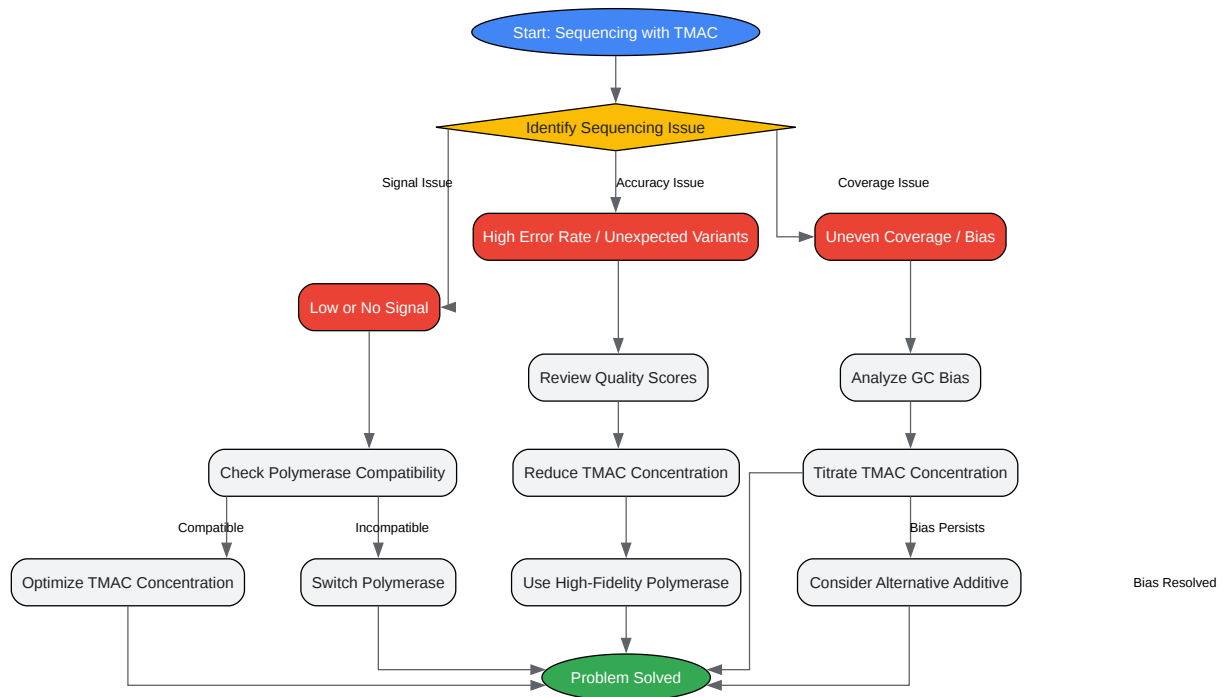 Start: Sequencing with TMAC
Identify Sequencing Issue
Signal Issue
Accuracy Issue
Coverage Issue
High Error Rate / Unexpected Variants
Uneven Coverage / Bias
Low or No Signal
Review Quality Scores
Analyze GC Bias
Check Polymerase Compatibility
Reduce TMAC Concentration
Titrate TMAC Concentration
Compatible
Incompatible
Bias Persists
Optimize TMAC Concentration
Switch Polymerase
Use High-Fidelity Polymerase
Consider Alternative Additive
Bias Resolved
Problem Solved